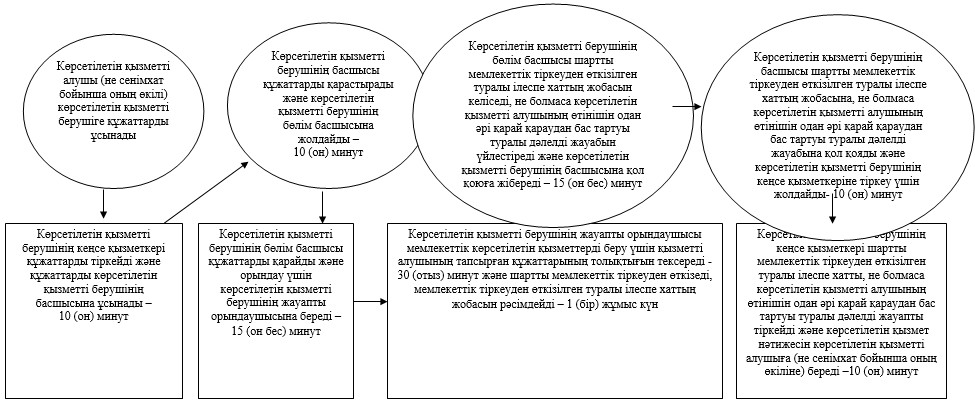 Көрсетілетін қызметті
алушы (не сенімхат
бойынша оның өкілі)
көрсетілетін қызметті
берушіге құжаттарды
ұсынады
Көрсетілетін қызметті
берушінің кеңсе қызметкері
құжаттарды тіркейді және
құжаттарды көрсетілетін
қызметті берушінің
басшысына ұсынады –
10 (он) минут
Көрсетілетін қызметті
берушінің басшысы
құжаттарды қарастырады
және көрсетілетін
қызметті берушінің
бөлім басшысына
жолдайды –
10 (он) минут
Көрсетілетін қызметті
берушінің бөлім басшысы
құжаттарды қарайды және
орындау үшін
көрсетілетін қызметті
берушінің жауапты
орындаушысына береді –
15 (он бес) минут
Көрсетілетін қызметті берушінің жауапты орындаушысы
мемлекеттік көрсетілетін қызметтерді беру үшін қызметті
алушының тапсырған құжаттарының толықтығын тексереді -
30 (отыз) минут және шартты мемлекеттік тіркеуден өткізеді,
мемлекеттік тіркеуден өткізілген туралы ілеспе хаттың
жобасын рәсімдейді – 1 (бір) жұмыс күн
Көрсетілетін қызметті берушінің
бөлім басшысы шартты
мемлекеттік тіркеуден өткізілген
туралы ілеспе хаттың жобасын
келіседі, не болмаса көрсетілетін
қызметті алушының өтінішін одан
әрі қарай қараудан бас тартуы
туралы дәлелді жауабын
үйлестіреді және көрсетілетін
қызметті берушінің басшысына қол
қоюға жібереді – 15 (он бес) минут
Көрсетілетін қызметті берушінің
басшысы шартты мемлекеттік
тіркеуден өткізілген туралы ілеспе
хаттың жобасына, не болмаса
көрсетілетін қызметті алушының
өтінішін одан әрі қарай қараудан
бас тартуы туралы дәлелді
жауабына қол қояды және
көрсетілетін қызметті берушінің
кеңсе қызметкеріне тіркеу үшін
жолдайды- 10 (он) минут
берушінің
кеңсе қызметкері шартты
мемлекеттік тіркеуден өткізілген
туралы ілеспе хатты, не болмаса
көрсетілетін қызметті алушының
өтінішін одан әрі қарай қараудан бас
тартуы туралы дәлелді жауапты
тіркейді және көрсетілетін қызмет
нәтижесін көрсетілетін қызметті
алушыға (не сенімхат бойынша оның
өкіліне) береді –10 (он) минут